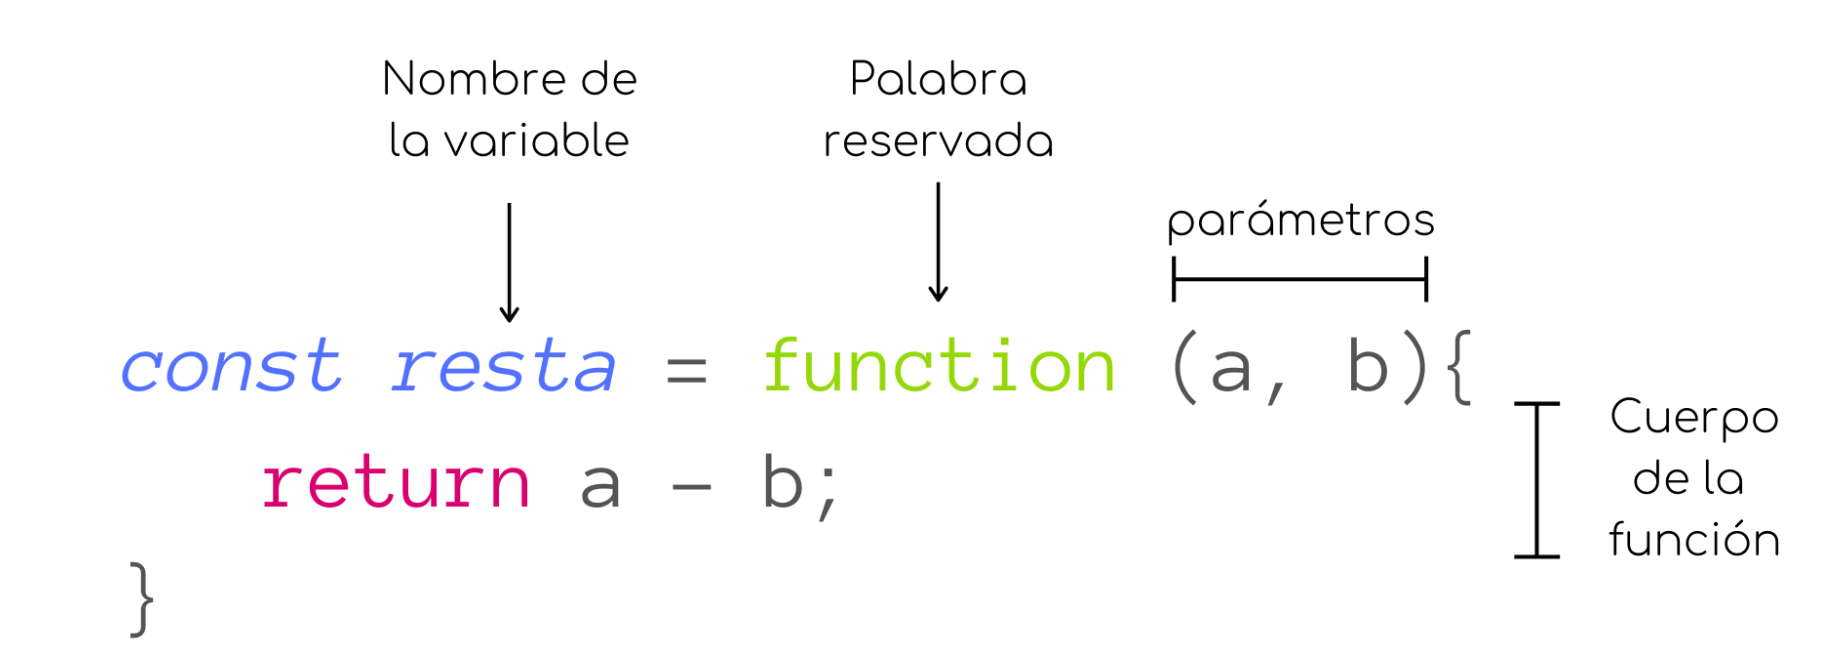 Nombre de
la variable
Palabra
reservada
parámetros
const resta = function (a, b){
return a - b;
}
Cuerpo
de la
función